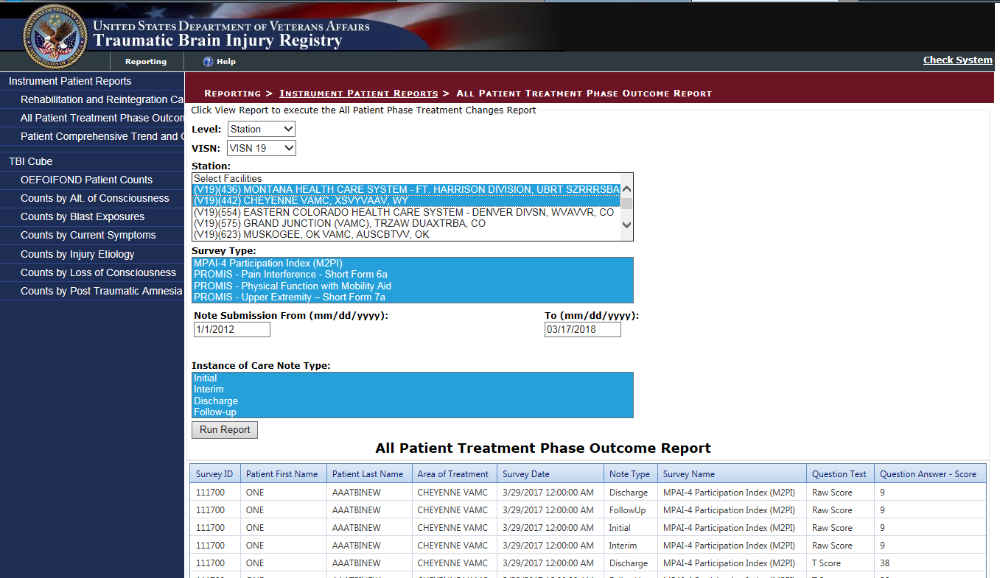 UNITED STATES DEPARTMENT OF VETERANS AFFAIRS
Traumatic Brain Injury Registry
Reporting
? Help
Check System
Instrument Patient Reports
Rehabilitation and Reintegration Ca
All Patient Treatment Phase Outcon
Patient Comprehensive Trend and
TBI Cube
OEFOIFOND Patient Counts
Counts by Alt. of Consciousness
Counts by Blast Exposures
Counts by Current Symptoms
Counts by Injury Etiology
Counts by Loss of Consciousness
Counts by Post Traumatic Amnesia
REPORTING > INSTRUMENT PATIENT REPORTS > ALL PATIENT TREATMENT PHASE OUTCOME REPORT
Click View Report to execute the All Patient Phase Treatment Changes Report
Level: Station
VISN: VISN 19
Station:
Select Facilities
(V19)(436) MONTANA HEALTH CARE SYSTEM - FT. HARRISON DIVISION, UBRT SZRRRSBA
(V19)(442) CHEYENNE VAMC, XSVYVAAV, WY
(V19)(554) EASTERN COLORADO HEALTH CARE SYSTEM - DENVER DIVSN, WVAVVR, CO
(V19)(575) GRAND JUNCTION (VAMC), TRZAW DUAXTRBA, CO
(V19)(623) MUSKOGEE, OK VAMC, AUSCBTVV, OK
Survey Type:
MPAI-4 Participation Index (M2PI)
PROMIS - Pain Interference - Short Form 6a
PROMIS - Physical Function with Mobility Aid
PROMIS - Upper Extremity – Short Form 7a
Note Submission From (mm/dd/yyyy): To (mm/dd/yyyy):
1/1/2012 03/17/2018
Instance of Care Note Type:
Initial
Interim
Discharge
Follow-up
Run Report
All Patient Treatment Phase Outcome Report
Survey ID Patient First Name Patient Last Name Area of Treatment Survey Date Note Type Survey Name Question Text Question Answer - Score
111700 ONE AAATBINEW CHEYENNE VAMC 3/29/2017 12:00:00 AM Discharge MPAI-4 Participation Index (M2PI) Raw Score 9
111700 ONE AAATBINEW CHEYENNE VAMC 3/29/2017 12:00:00 AM FollowUp MPAI-4 Participation Index (M2PI) Raw Score 9
111700 ONE AAATBINEW CHEYENNE VAMC 3/29/2017 12:00:00 AM Initial MPAI-4 Participation Index (M2PI) Raw Score 9
111700 ONE AAATBINEW CHEYENNE VAMC 3/29/2017 12:00:00 AM Interim MPAI-4 Participation Index (M2PI) Raw Score 9
111700 ONE AAATBINEW CHEYENNE VAMC 3/29/2017 12:00:00 AM Discharge MPAI-4 Participation Index (M2PI) T Score 38